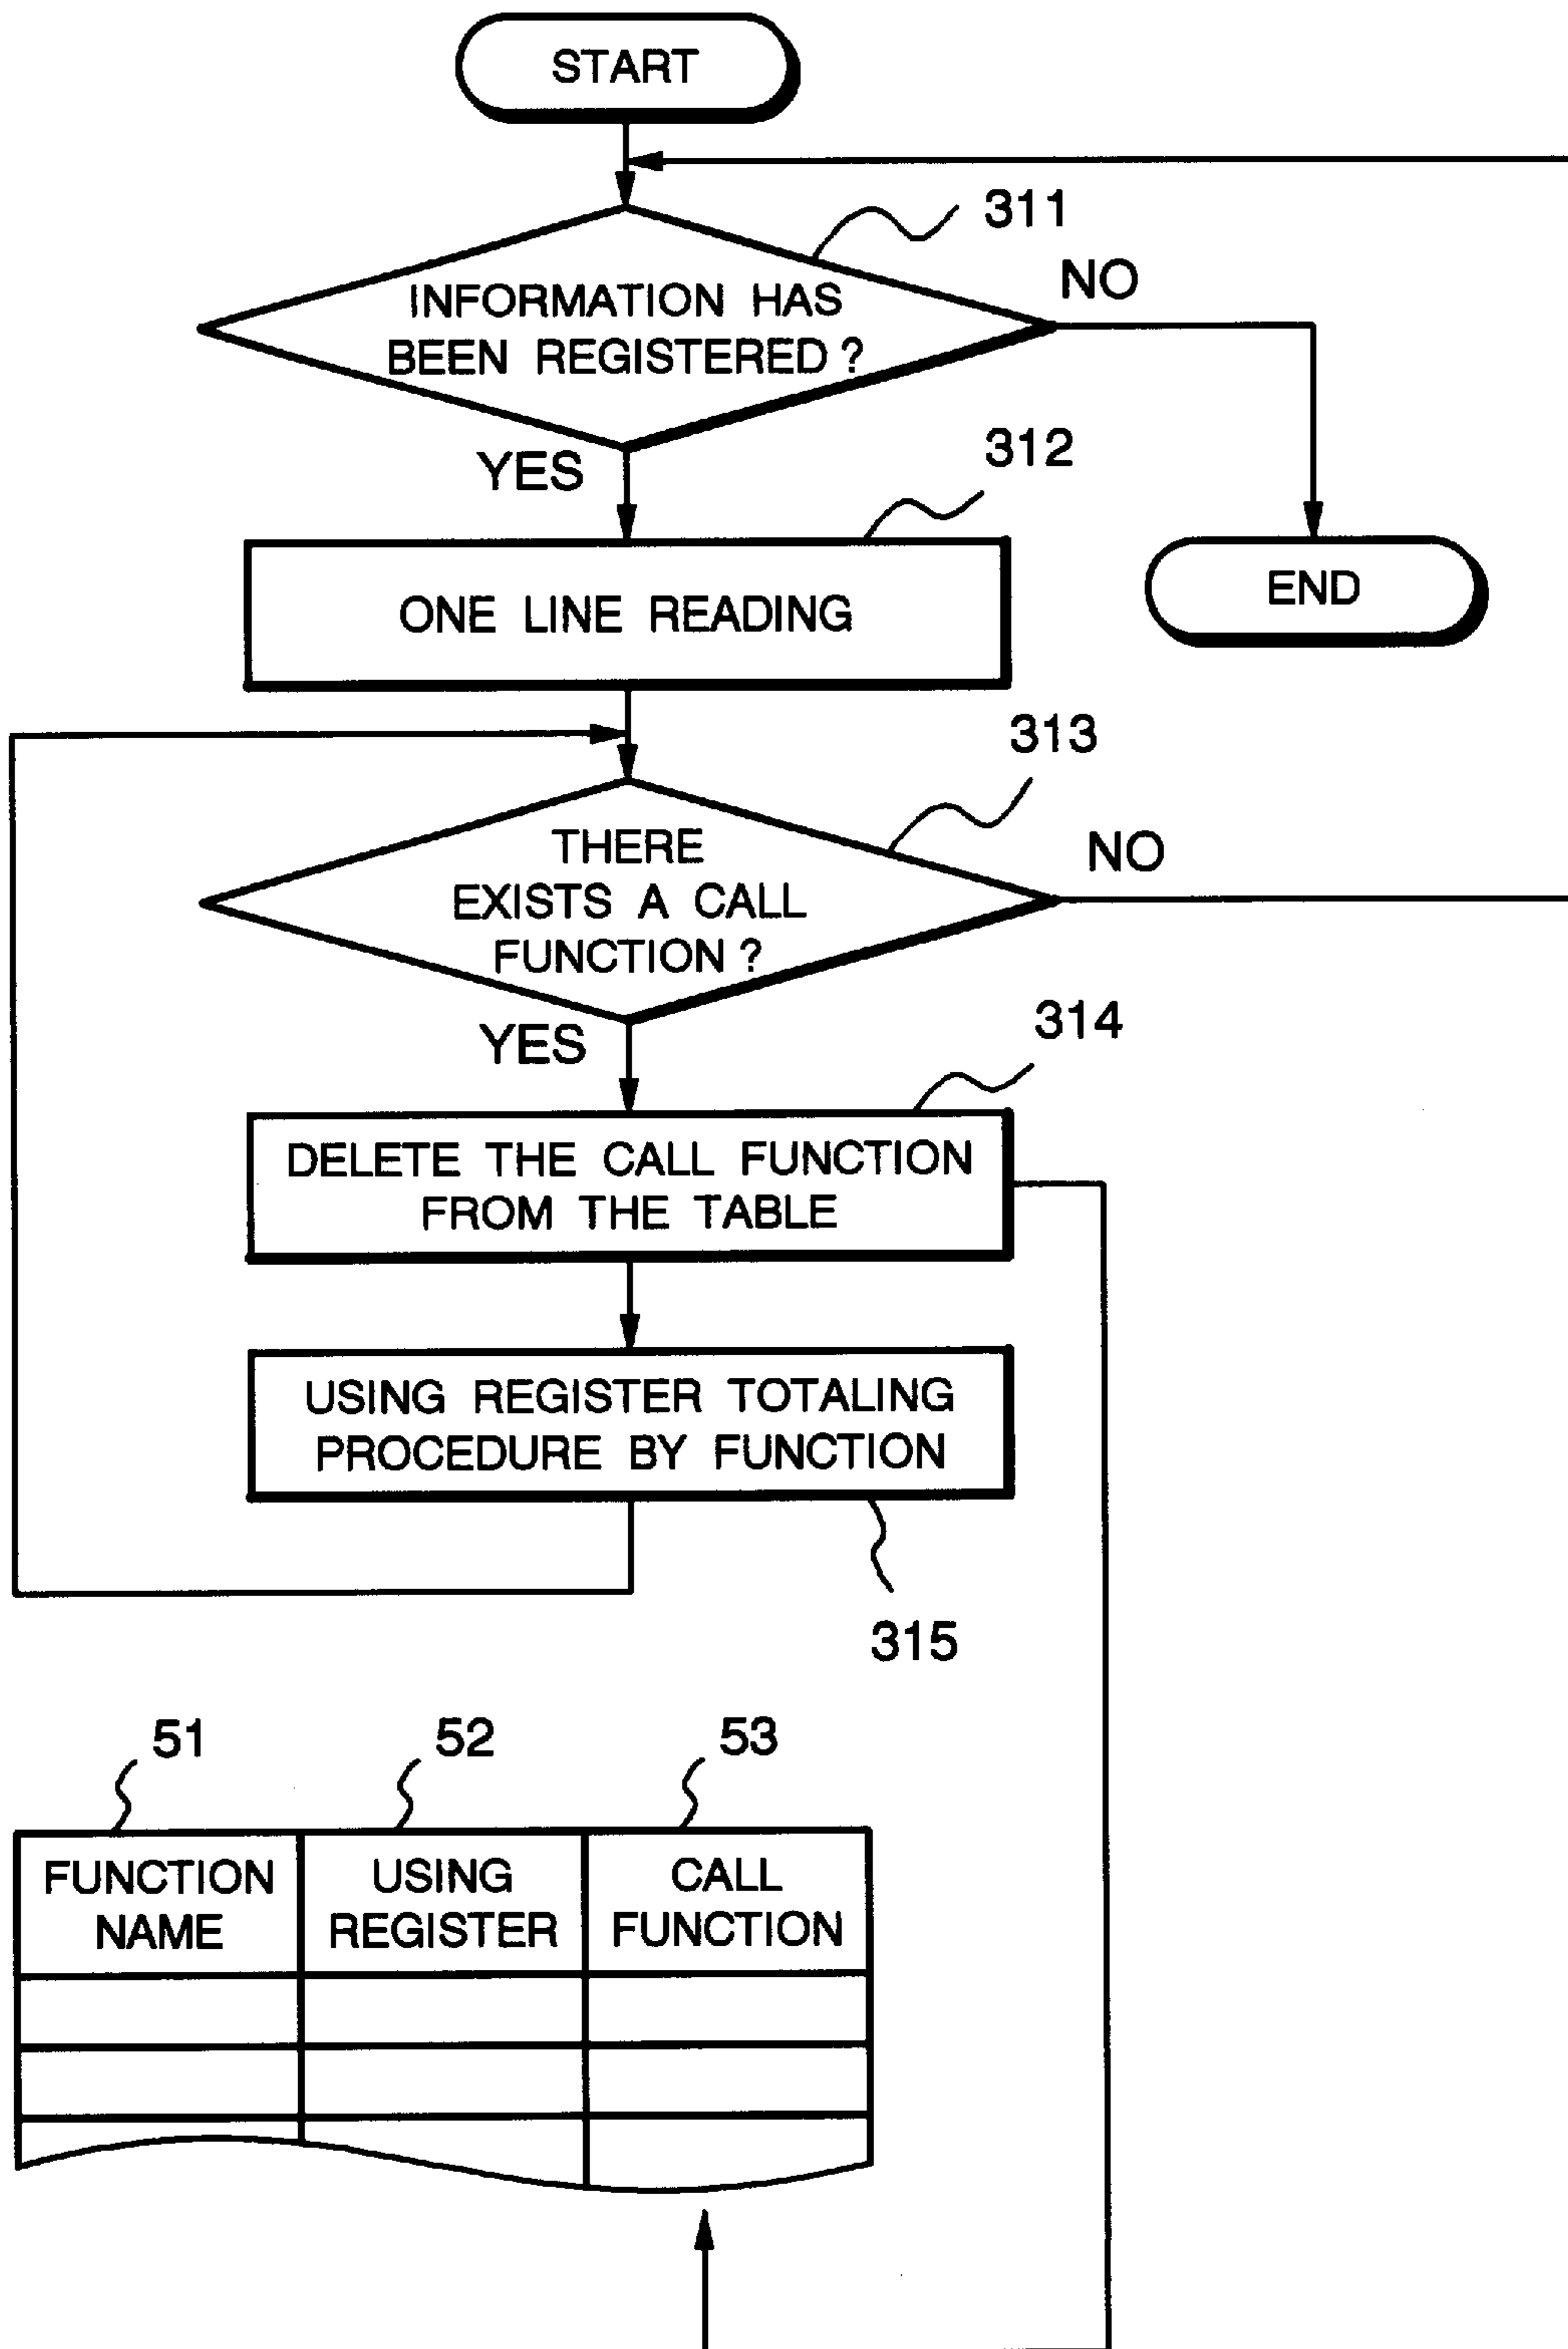 START
311
NO
INFORMATION HAS
BEEN REGISTERED ?
YES
312
ONE LINE READING
END
313
NO
THERE
EXISTS A CALL
FUNCTION ?
YES
314
DELETE THE CALL FUNCTION
FROM THE TABLE
USING REGISTER TOTALING
PROCEDURE BY FUNCTION
315
51
52
53
FUNCTION
NAME
USING
REGISTER
CALL
FUNCTION